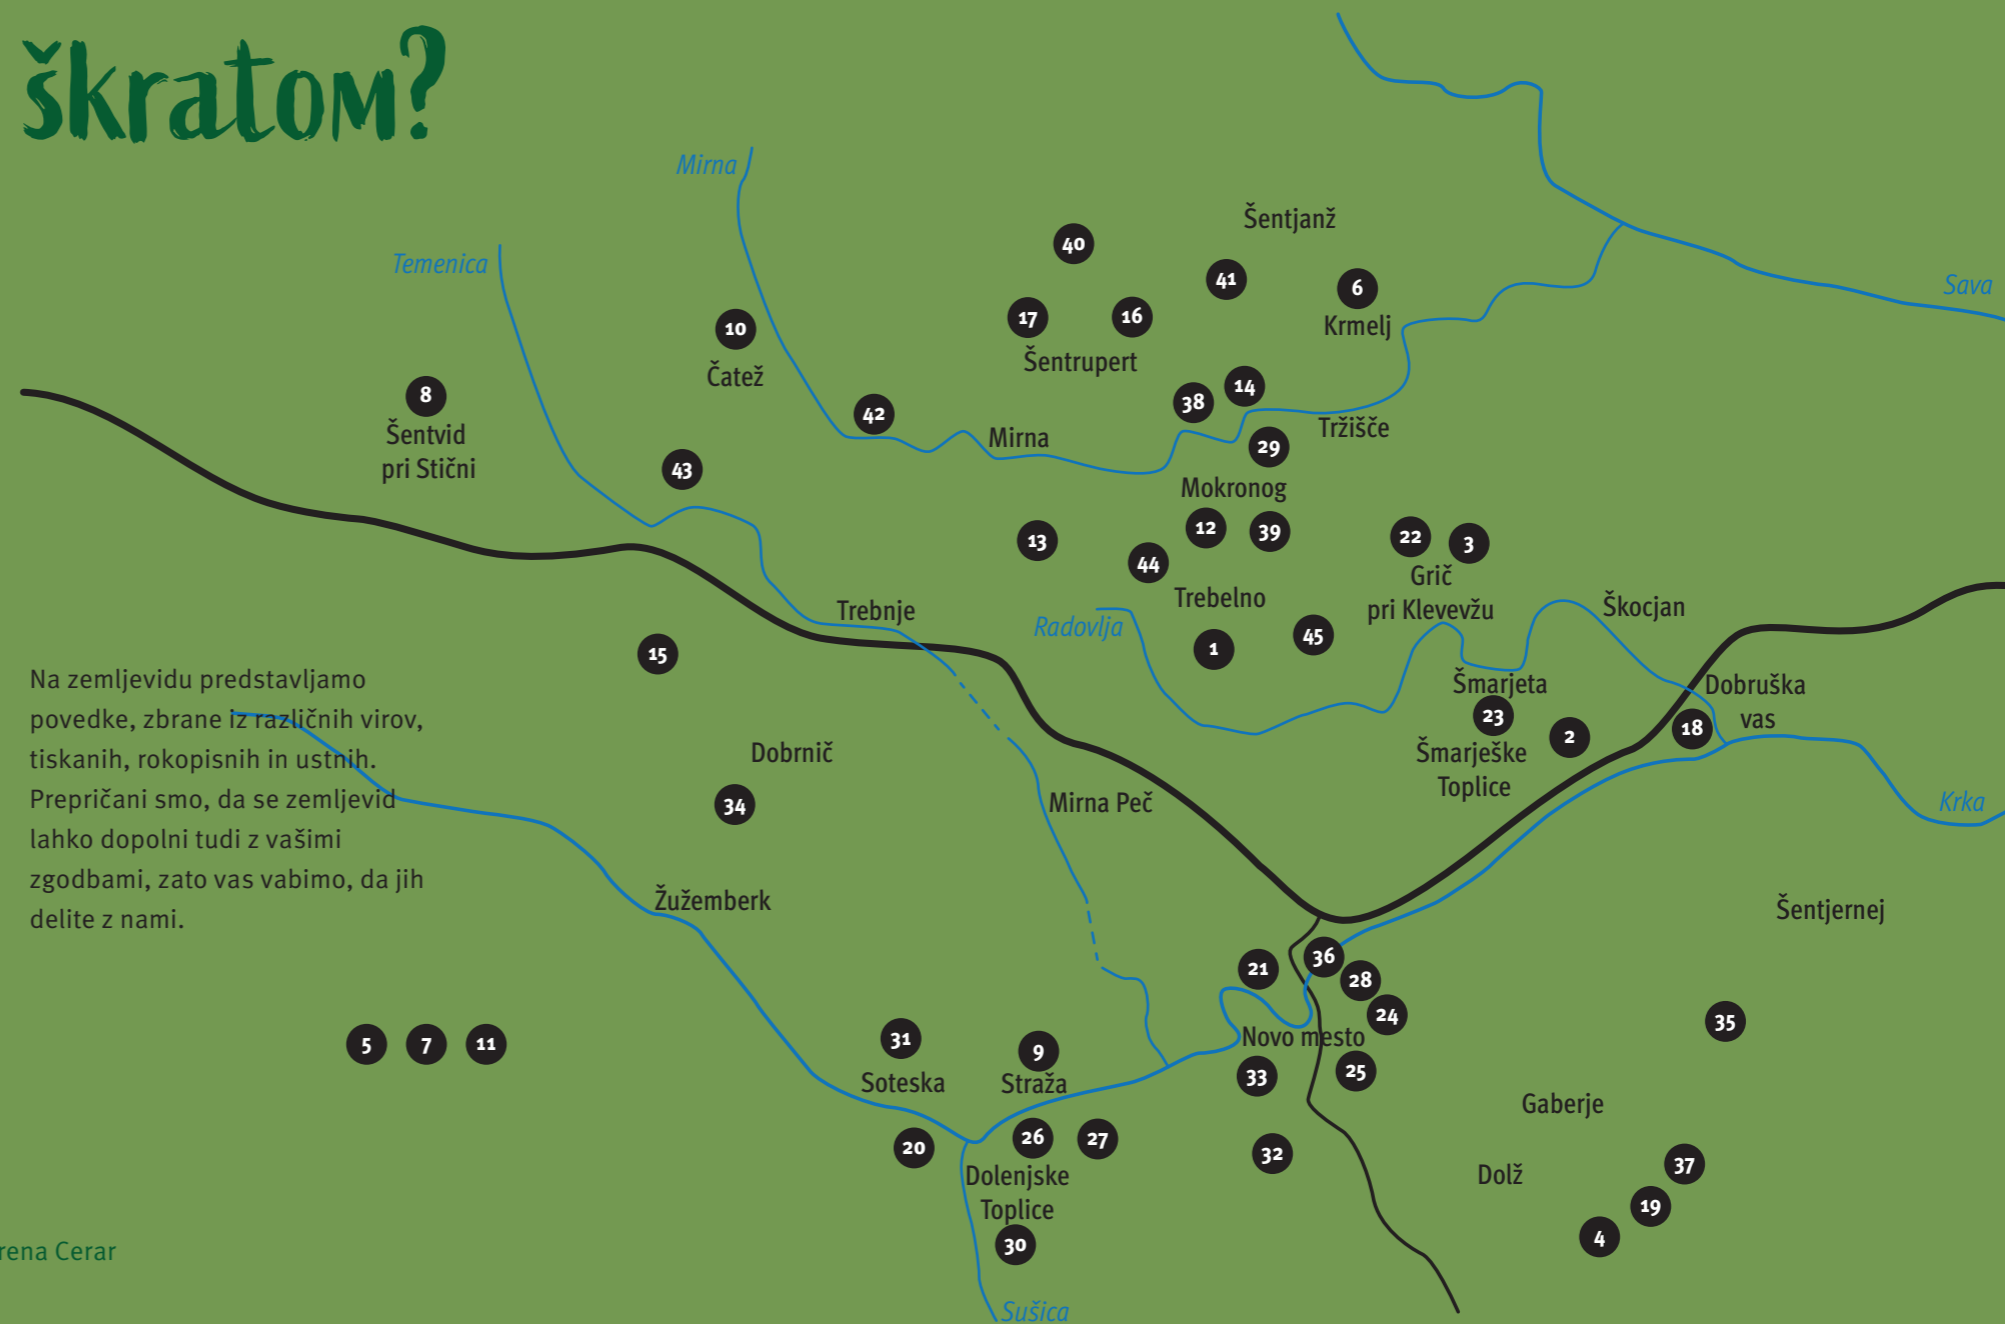 škratom?
Mirna
Šentjanž
40
Temenica
41
Sava
6
17
16
Krmelj
10
Šentrupert
Čatež
14
8
38
42
Tržišče
Šentvid
Mirna
29
pri Stični
43
Mokronog
12
39
22
3
13
44
Grič
pri Klevevžu
Trebelno
Škocjan
Trebnje
Radovlja
45
1
15
Na zemljevidu predstavljamo
povedke, zbrane iz različnih virov,
tiskanih, rokopisnih in ustnih.
Prepričani smo, da se zemljevid
lahko dopolni tudi z vašimi
zgodbami, zato vas vabimo, da jih
delite z nami.
Šmarjeta
Dobruška
vas
23
18
2
Šmarješke
Toplice
Dobrnič
34
Mirna Peč
Krka
Žužemberk
Šentjernej
36
21
28
24
35
Novo mesto
5
7
11
31
9
33
25
Soteska
Straža
Gaberje
20
26
27
32
37
Dolenjske
Toplice
Dolž
19
4
30
rena Cerar
Sušica